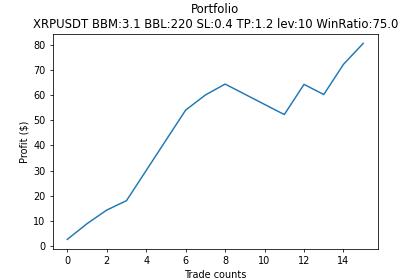 Portfolio
XRPUSDT BBM:3.1 BBL:220 SL:0.4 TP:1.2 lev:10 WinRatio:75.0
80
70
60
50
40
30
20
10
0
Profit ($)
0 2 4 6 8 10 12 14
Trade counts